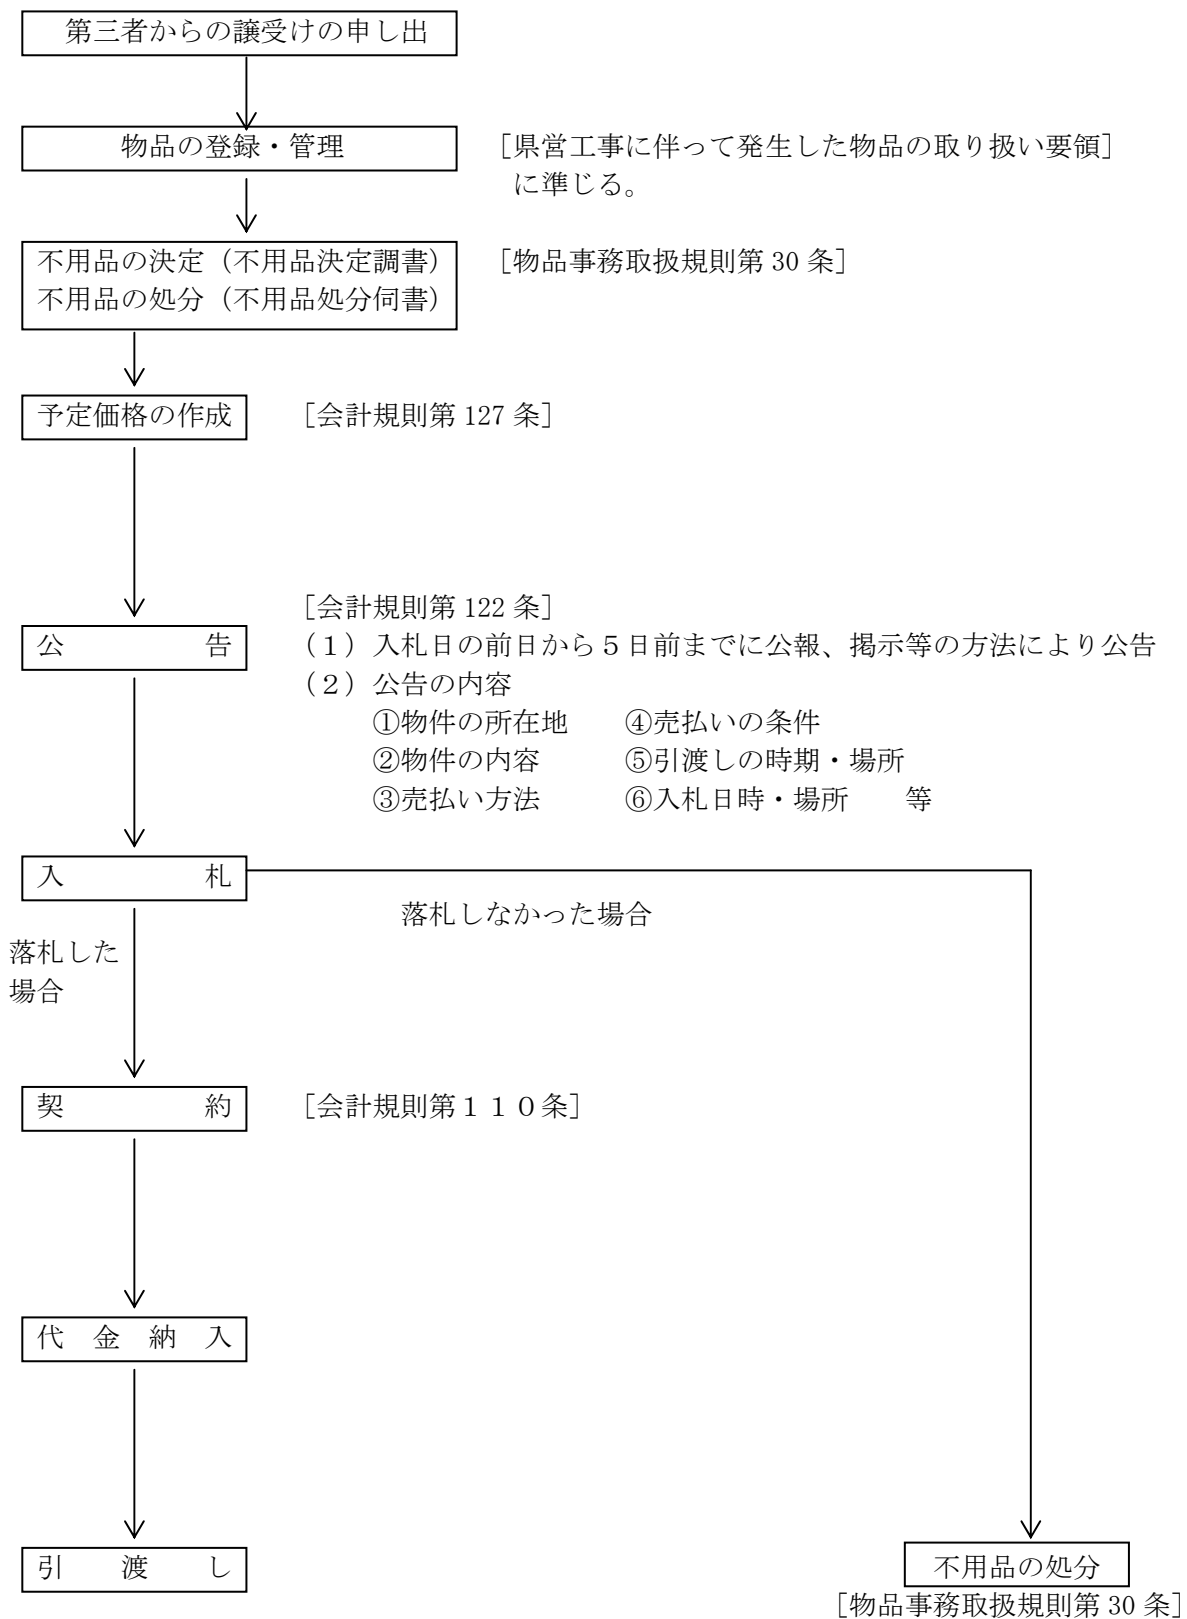 第三者からの譲受けの申し出
物品の登録・管理
［県営工事に伴って発生した物品の取り扱い要領］
に準じる。
不用品の決定（不用品決定調書）
不用品の処分（不用品処分伺書）
［物品事務取扱規則第 30 条］
予定価格の作成
［会計規則第 127 条］
［会計規則第 122 条］
公　　　　　告
（１）入札日の前日から５日前までに公報、掲示等の方法により公告
（２）公告の内容
①物件の所在地　　④売払いの条件
②物件の内容　　　⑤引渡しの時期・場所
③売払い方法　　　⑥入札日時・場所　　等
入　　　　　札
落札しなかった場合
落札した
場合
契　　　　　約
［会計規則第１１０条］
代　金　納　入
引　　渡　　し
不用品の処分
［物品事務取扱規則第 30 条］